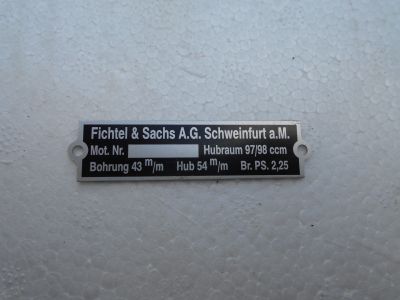 Fichtel & Sachs A.G. Schweinfurt a.M.
Mot. Nr. Hubraum 97/98 ccm
Bohrung 43 m/m Hub 54 m/m Br. PS. 2,25